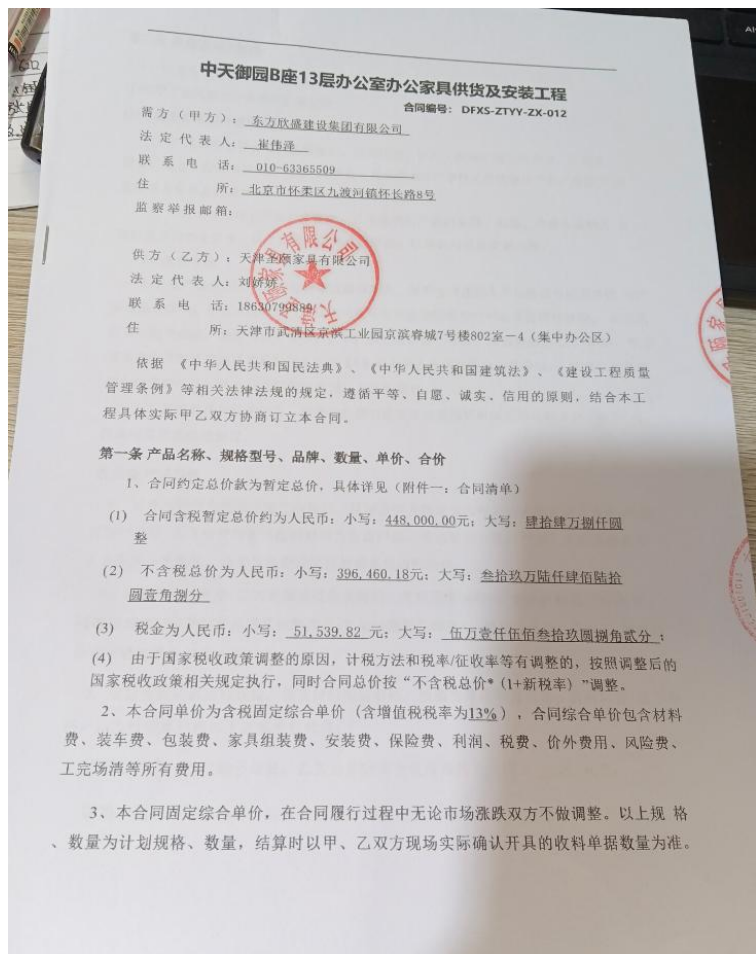 中天御园B座13层办公室办公家具供货及安装工程
合同编号: DFXS-ZTYY-ZX-012
需方（甲方）: 东方欣盛建设集团有限公司
法定代表人: 崔伟泽
联系电话: 010-63365509
住所: 北京市怀柔区九渡河镇怀长路8号
监察举报邮箱:
供方（乙方）: 天津圣颐家具有限公司
法定代表人: 刘娇娇
联系电话: 18630799889
住所: 天津市武清区京滨工业园京滨睿城7号楼802室－4（集中办公区）
依据 《中华人民共和国民法典》、《中华人民共和国建筑法》、《建设工程质量
管理条例》等相关法律法规的规定，遵循平等、自愿、诚实、信用的原则，结合本工
程具体实际甲乙双方协商订立本合同。
第一条 产品名称、规格型号、品牌、数量、单价、合价
1、合同约定总价款为暂定总价，具体详见（附件一：合同清单）
(1) 合同含税暂定总价约为人民币：小写：448,000.00元；大写：肆拾肆万捌仟圆
整
(2) 不含税总价为人民币：小写：396,460.18元；大写：叁拾玖万陆仟肆佰陆拾
圆壹角捌分
(3) 税金为人民币：小写： 51,539.82 元；大写： 伍万壹仟伍佰叁拾玖圆捌角贰分 ；
(4) 由于国家税收政策调整的原因，计税方法和税率/征收率等有调整的，按照调整后的
国家税收政策相关规定执行，同时合同总价按“不含税总价*（1+新税率）”调整。
2、本合同单价为含税固定综合单价（含增值税税率为13%），合同综合单价包含材料
费、装车费、包装费、家具组装费、安装费、保险费、利润、税费、价外费用、风险费、
工完场清等所有费用。
3、本合同固定综合单价，在合同履行过程中无论市场涨跌双方不做调整。以上规 格
、数量为计划规格、数量，结算时以甲、乙双方现场实际确认开具的收料单据数量为准。